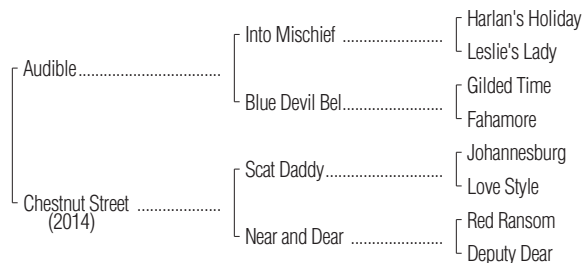 Harlan's Holiday
Into Mischief ....................
Leslie's Lady
Audible............................
Gilded Time
Blue Devil Bel....................
Fahamore
Johannesburg
Scat Daddy.......................
Love Style
Chestnut Street ................
(2014)
Red Ransom
Near and Dear ..................
Deputy Dear